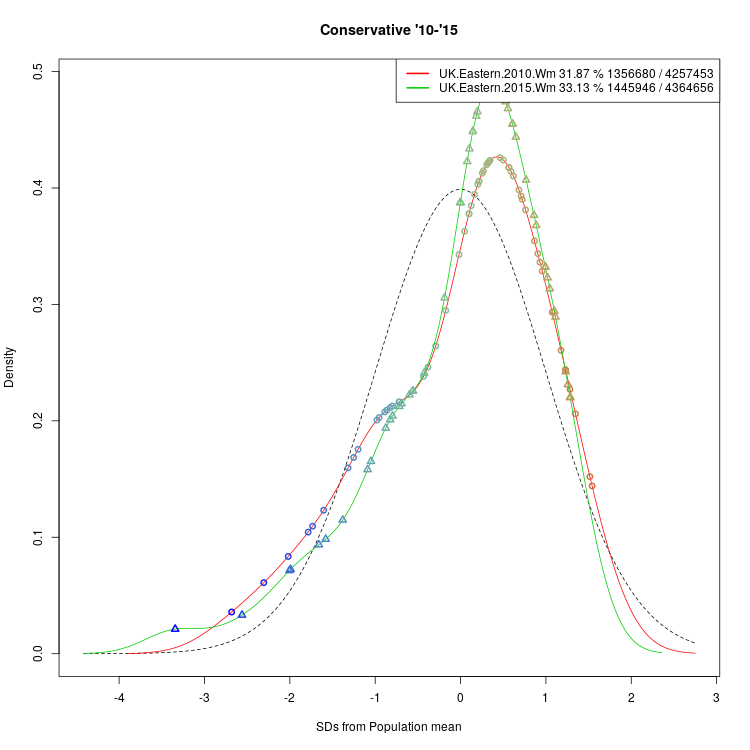 Conservative '10-'15
UK.Eastern.2010.Wm 31.87 % 1356680 / 4257453
UK.Eastern.2015.Wm 33.13 % 1445946 / 4364656
Density
0.5
0.4
0.3
0.2
0.1
0.0
-4 -3 -2 -1 0 1 2 3
SDs from Population mean